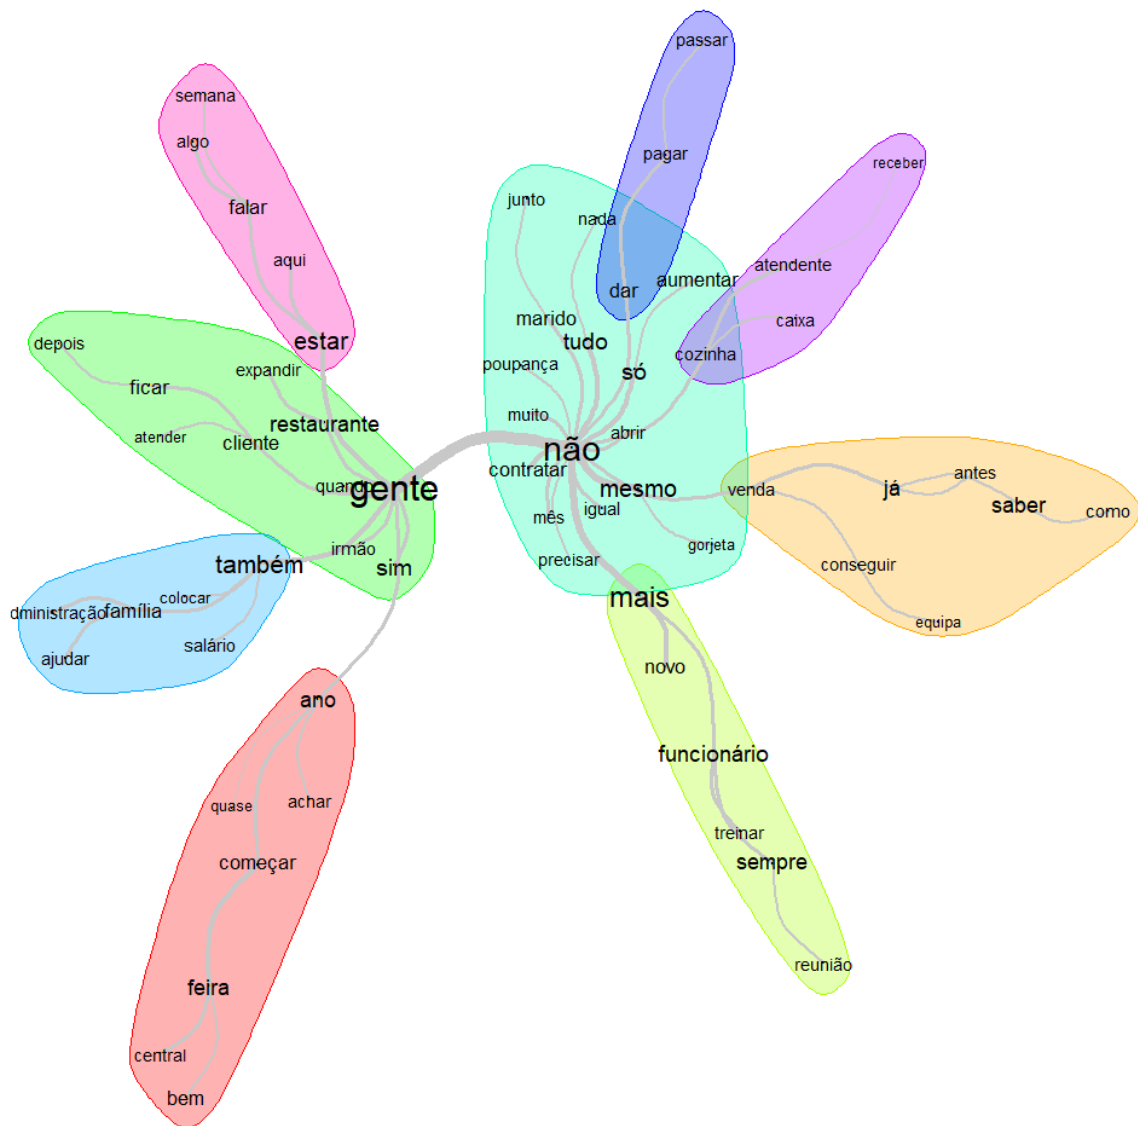 passar
semana
algo
pagar
receber
junto
nada
falar
aqui
atendente
aumentar
dar
marido
caixa
tudo
estar
depois
cozinha
expandir
poupança
só
ficar
muito
restaurante
abrir
atender
cliente
não
contratar
quando
gente
mesmo
venda
já
antes
saber
como
igual
mês
gorjeta
irmão
precisar
sim
também
conseguir
colocar
mais
dministração
família
equipa
salário
ajudar
novo
ano
funcionário
quase
achar
treinar
começar
sempre
reunião
feira
central
bem